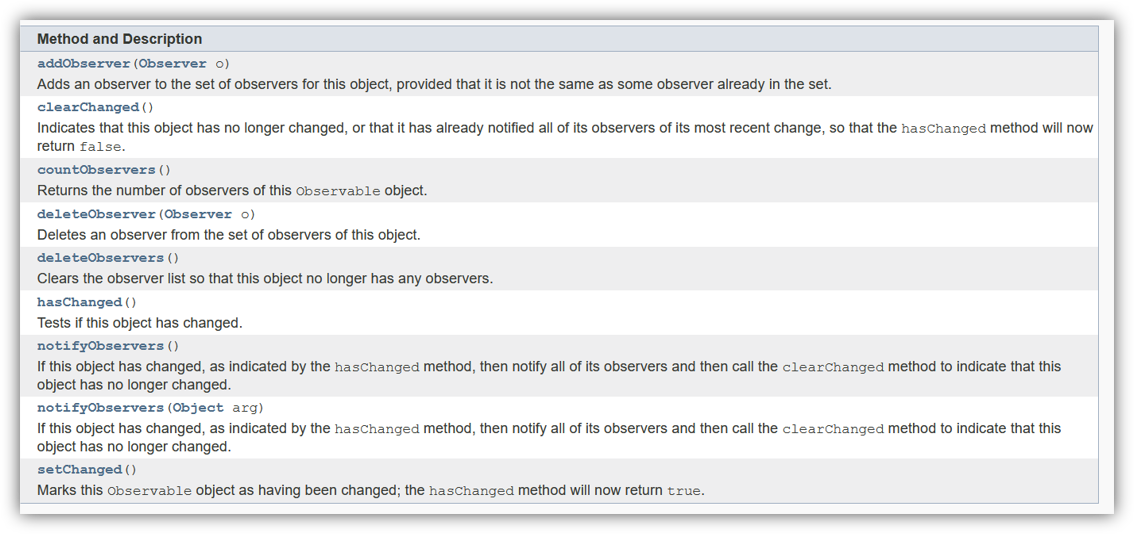 Method and Description
addObserver(Observer o)
Adds an observer to the set of observers for this object, provided that it is not the same as some observer already in the set.
clearChanged()
Indicates that this object has no longer changed, or that it has already notified all of its observers of its most recent change, so that the hasChanged method will now
return false.
countObservers()
Returns the number of observers of this Observable object.
deleteObserver(Observer o)
Deletes an observer from the set of observers of this object.
deleteObservers()
Clears the observer list so that this object no longer has any observers.
hasChanged()
Tests if this object has changed.
notifyObservers()
If this object has changed, as indicated by the hasChanged method, then notify all of its observers and then call the clearChanged method to indicate that this
object has no longer changed.
notifyObservers(Object arg)
If this object has changed, as indicated by the hasChanged method, then notify all of its observers and then call the clearChanged method to indicate that this
object has no longer changed.
setChanged()
Marks this Observable object as having been changed; the hasChanged method will now return true.